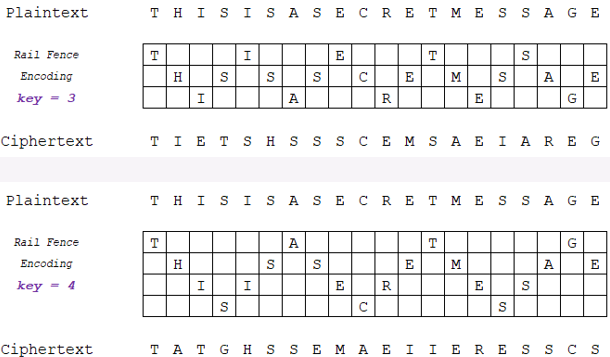 Plaintext T H I S I S A S E C R E T M E S S A G E
Rail Fence T I E T S
Encoding H S S S C E M S A E
key = 3 I A R E G
Ciphertext T I E T S H S S S C E M S A E I A R E G
Plaintext T H I S I S A S E C R E T M E S S A G E
Rail Fence T A T G
Encoding H S S E M A E
key = 4 I I E R E S
S C S
Ciphertext T A T G H S S E M A E I I E R E S S C S